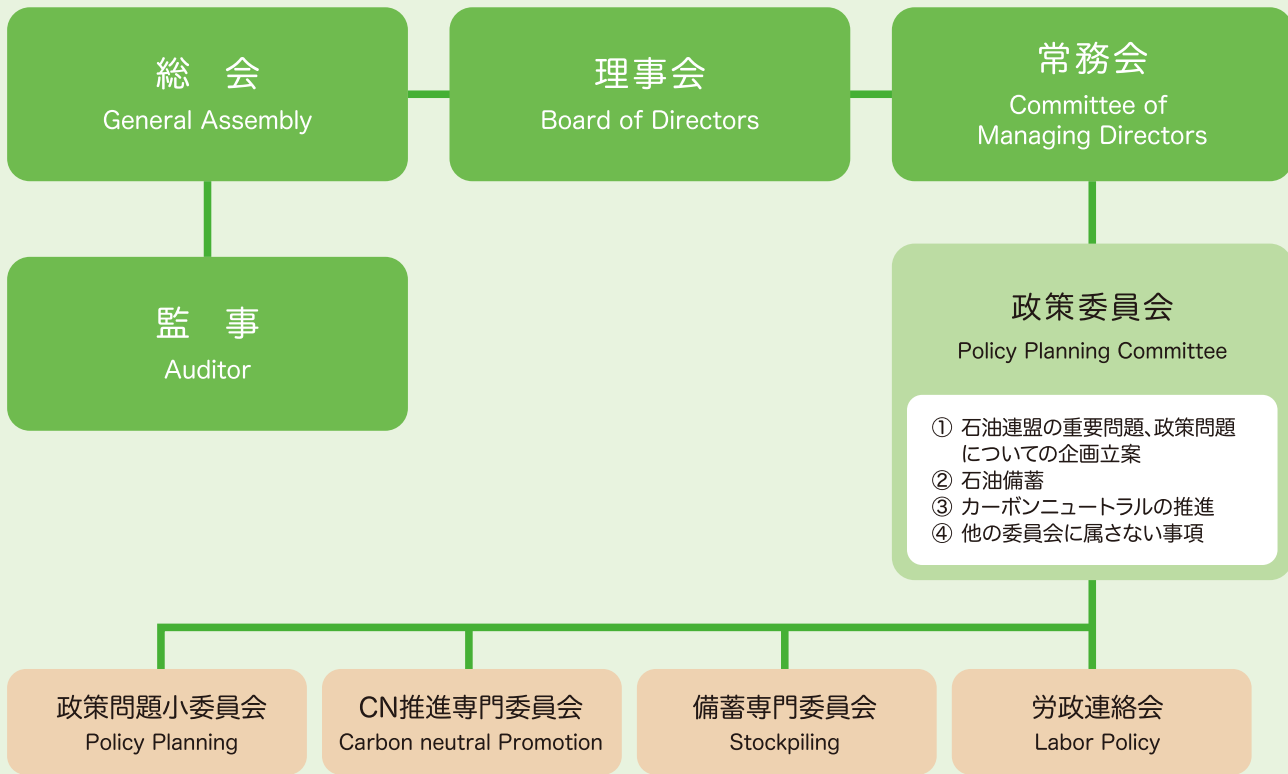 総　会
General Assembly
理事会
Board of Directors
常務会
Committee of
Managing Directors
監　事
Auditor
政策委員会
Policy Planning Committee
① 石油連盟の重要問題、政策問題
についての企画立案
② 石油備蓄
③ カーボンニュートラルの推進
④ 他の委員会に属さない事項
政策問題小委員会
Policy Planning
CN推進専門委員会
Carbon neutral Promotion
備蓄専門委員会
Stockpiling
労政連絡会
Labor Policy